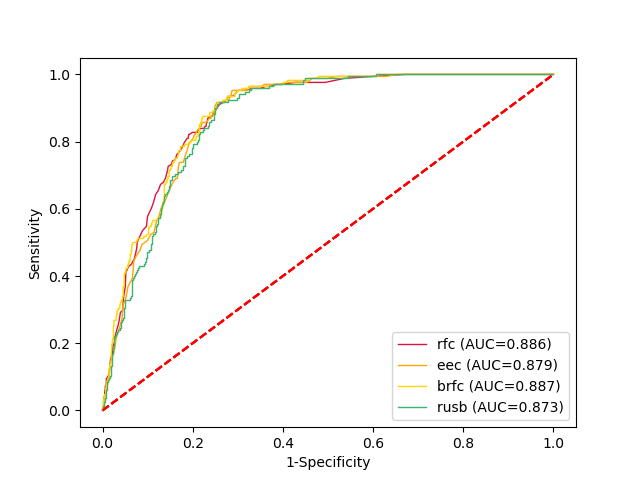 1.0
0.8
0.6
0.4
0.2
0.0
Sensitivity
0.0 0.2 0.4 0.6 0.8 1.0
1-Specificity
rfc (AUC=0.886)
eec (AUC=0.879)
brfc (AUC=0.887)
rusb (AUC=0.873)